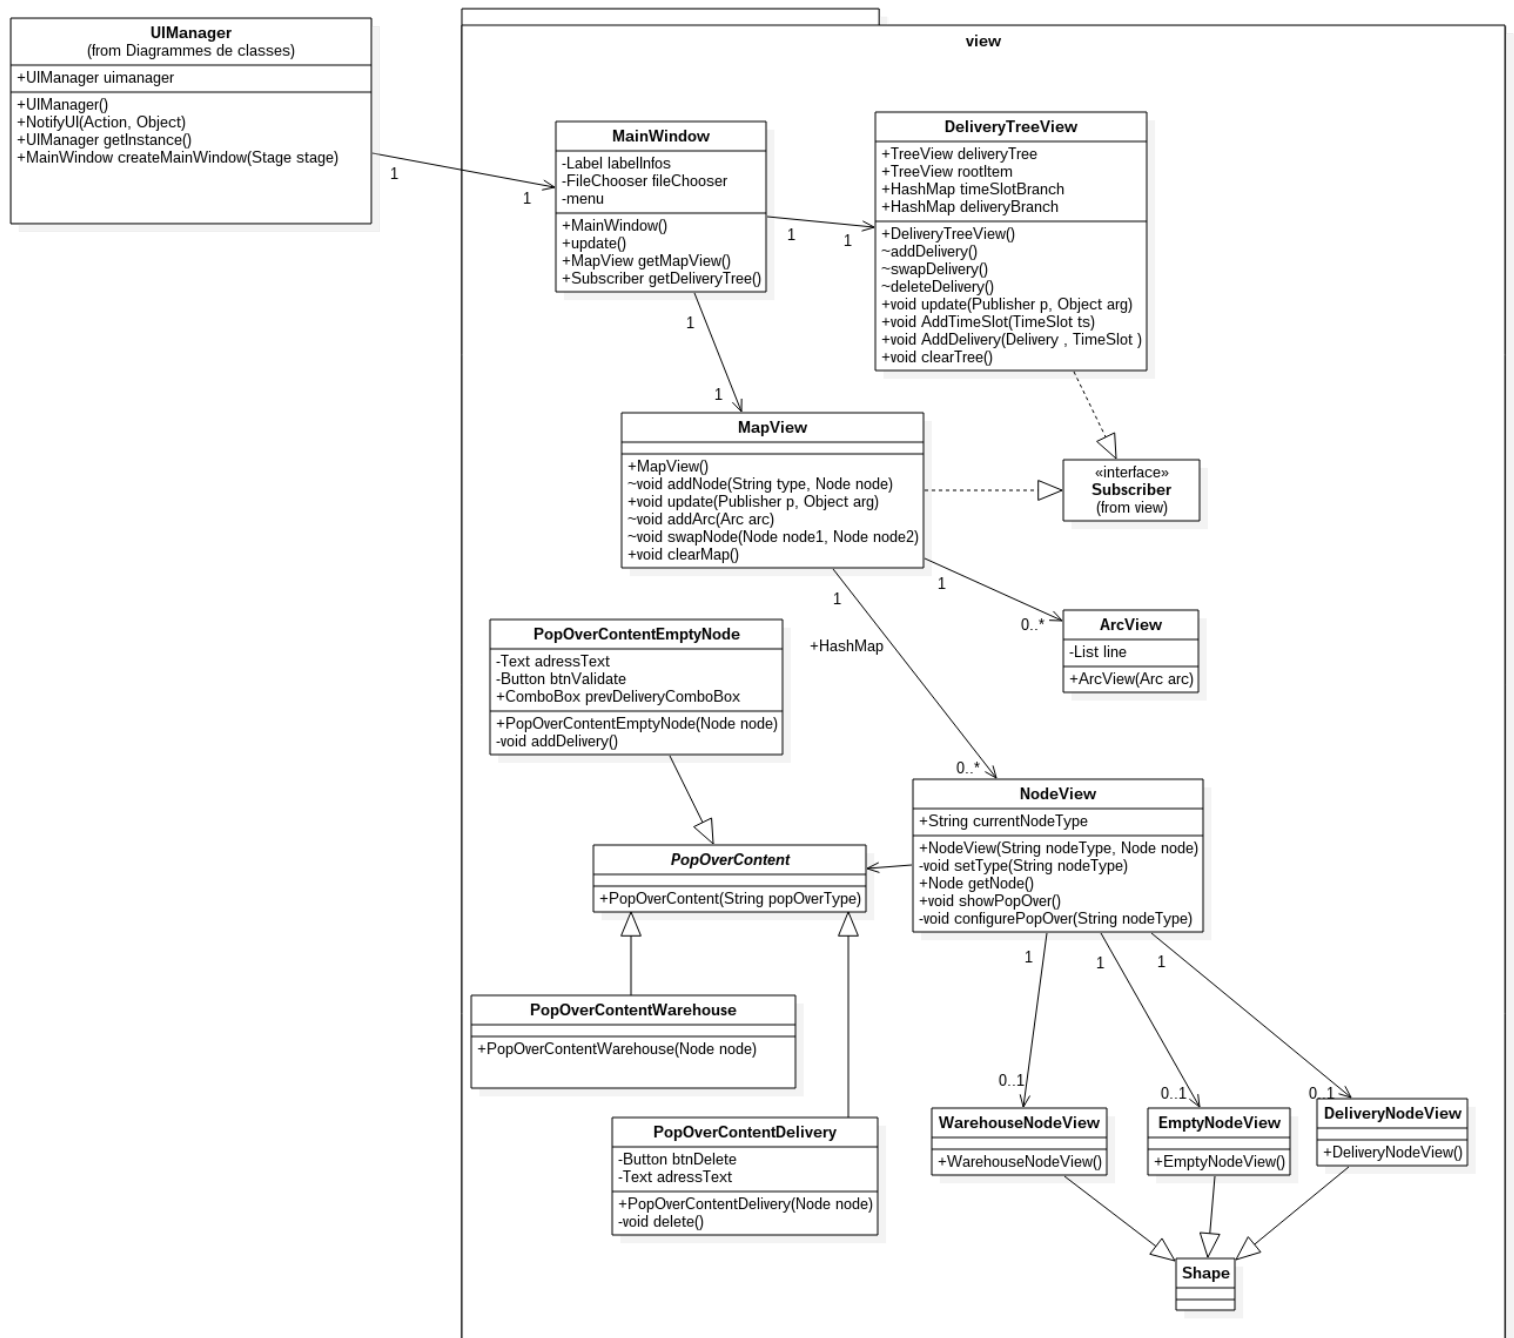 UIManager
(from Diagrammes de classes)
+UIManager uimanager
+UIManager()
+NotifyUI(Action, Object)
+UIManager getInstance()
+MainWindow createMainWindow(Stage stage)
1
1
view
MainWindow
-Label labelInfos
-FileChooser fileChooser
-menu
+MainWindow()
+update()
+MapView getMapView()
+Subscriber getDeliveryTree()
1
1
1
1
DeliveryTreeView
+TreeView deliveryTree
+TreeView rootItem
+HashMap timeSlotBranch
+HashMap deliveryBranch
+DeliveryTreeView()
~addDelivery()
~swapDelivery()
~deleteDelivery()
+void update(Publisher p, Object arg)
+void AddTimeSlot(TimeSlot ts)
+void AddDelivery(Delivery , TimeSlot )
+void clearTree()
MapView
+MapView()
~void addNode(String type, Node node)
+void update(Publisher p, Object arg)
~void addArc(Arc arc)
~void swapNode(Node node1, Node node2)
+void clearMap()
«interface»
Subscriber
(from view)
1
0..*
1
+HashMap
0..*
ArcView
-List line
+ArcView(Arc arc)
PopOverContentEmptyNode
-Text adressText
-Button btnValidate
+ComboBox prevDeliveryComboBox
+PopOverContentEmptyNode(Node node)
-void addDelivery()
NodeView
+String currentNodeType
+NodeView(String nodeType, Node node)
-void setType(String nodeType)
+Node getNode()
+void showPopOver()
-void configurePopOver(String nodeType)
PopOverContent
+PopOverContent(String popOverType)
1
1
1
PopOverContentWarehouse
+PopOverContentWarehouse(Node node)
0..1
0..1
0..1
PopOverContentDelivery
-Button btnDelete
-Text adressText
+PopOverContentDelivery(Node node)
-void delete()
WarehouseNodeView
+WarehouseNodeView()
EmptyNodeView
+EmptyNodeView()
DeliveryNodeView
+DeliveryNodeView()
Shape